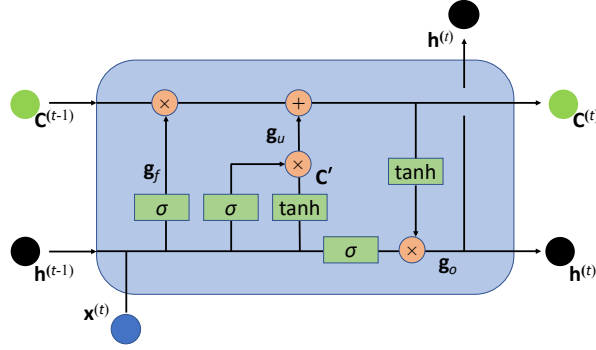 h(t)
C(t-1)
×
+
C(t)
gu
gf
×
C′
tanh
σ
σ
tanh
σ
×
h(t-1)
go
h(t)
x(t)